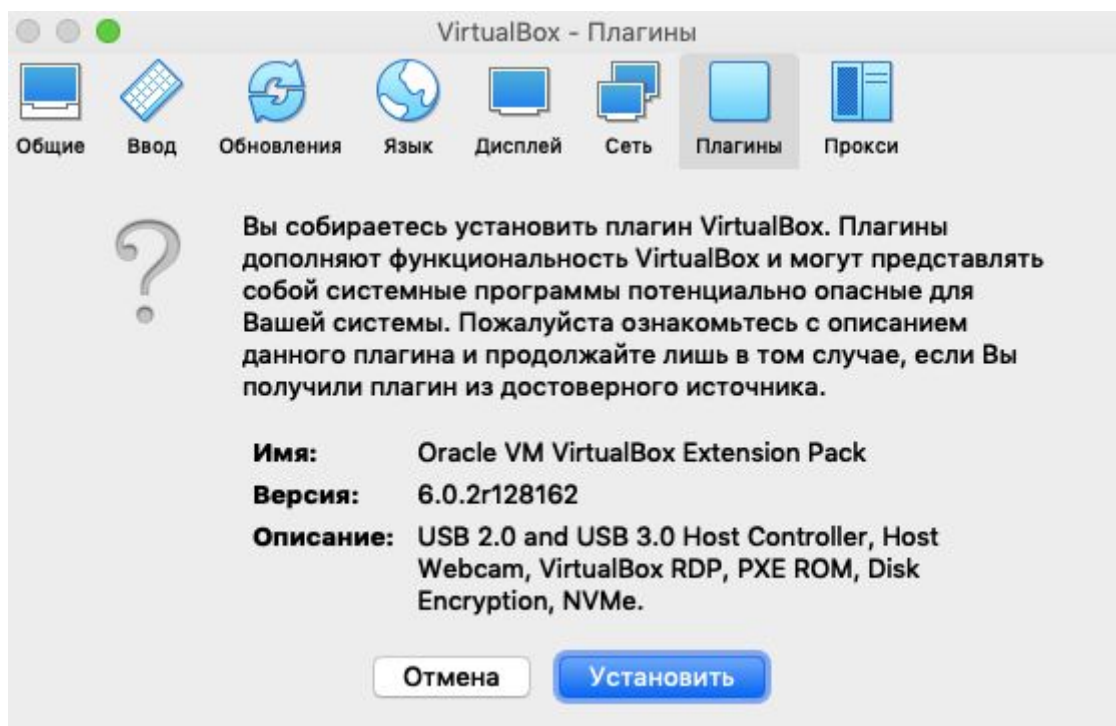 VirtualBox - Плагины
Общие Ввод Обновления Язык Дисплей Сеть Плагины Прокси
Вы собираетесь установить плагин VirtualBox. Плагины
дополняют функциональность VirtualBox и могут представлять
собой системные программы потенциально опасные для
Вашей системы. Пожалуйста ознакомьтесь с описанием
данного плагина и продолжайте лишь в том случае, если Вы
получили плагин из достоверного источника.
Имя: Oracle VM VirtualBox Extension Pack
Версия: 6.0.2r128162
Описание: USB 2.0 and USB 3.0 Host Controller, Host
Webcam, VirtualBox RDP, PXE ROM, Disk
Encryption, NVMe.
Отмена Установить